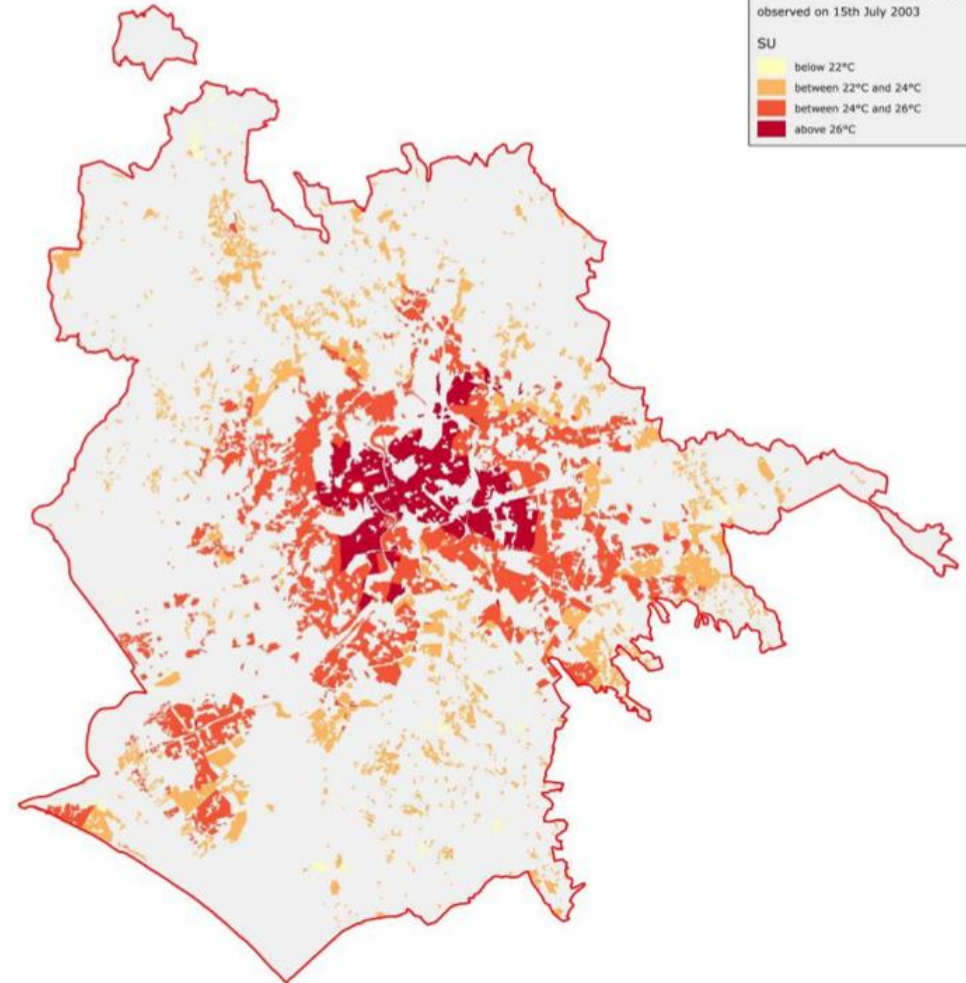 observed on 15th July 2003
SU
below 22°C
between 22°C and 24°C
between 24°C and 26°C
above 26°C